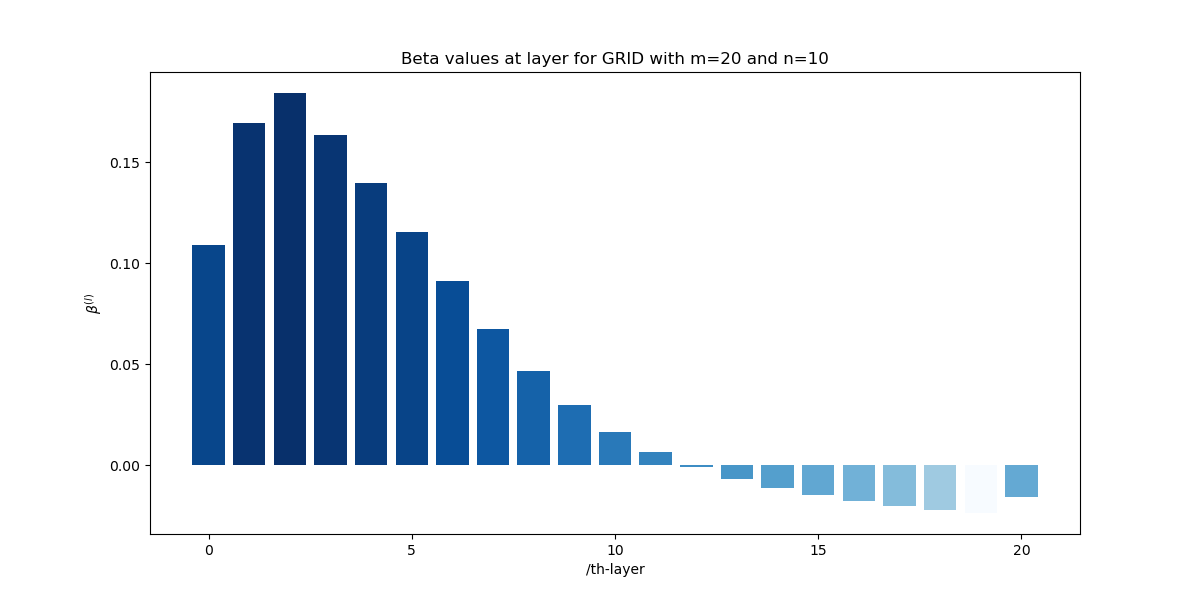 Beta values at layer for GRID with m=20 and n=10
0.15
0.10
0.05
0.00
β^(l)
0 5 10 15 20
/th-layer